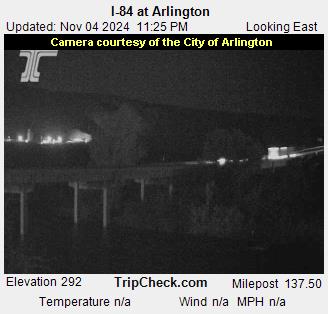 I-84 at Arlington
Updated: Nov 04 2024 11:25 PM Looking East
Camera courtesy of the City of Arlington
Elevation 292 TripCheck.com Milepost 137.50
Temperature n/a Wind n/a MPH n/a